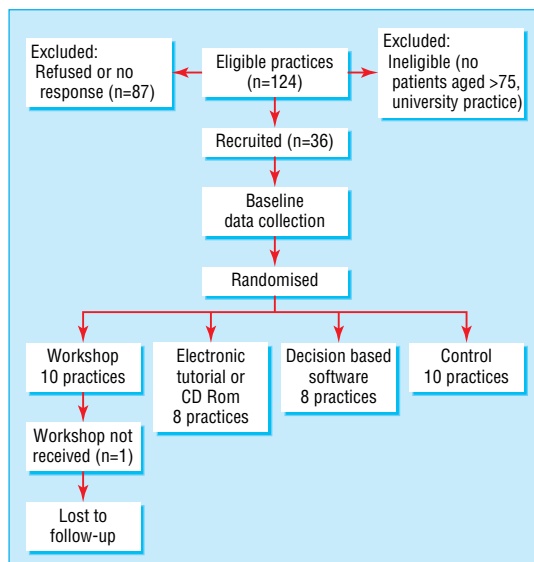 Excluded:
Refused or no
response (n=87)
Eligible practices
(n=124)
Excluded:
Ineligible (no
patients aged >75,
university practice)
Recruited (n=36)
Baseline
data collection
Randomised
Workshop
10 practices
Electronic
tutorial or
CD Rom
8 practices
Decision based
software
8 practices
Control
10 practices
Workshop not
received (n=1)
Lost to
follow-up